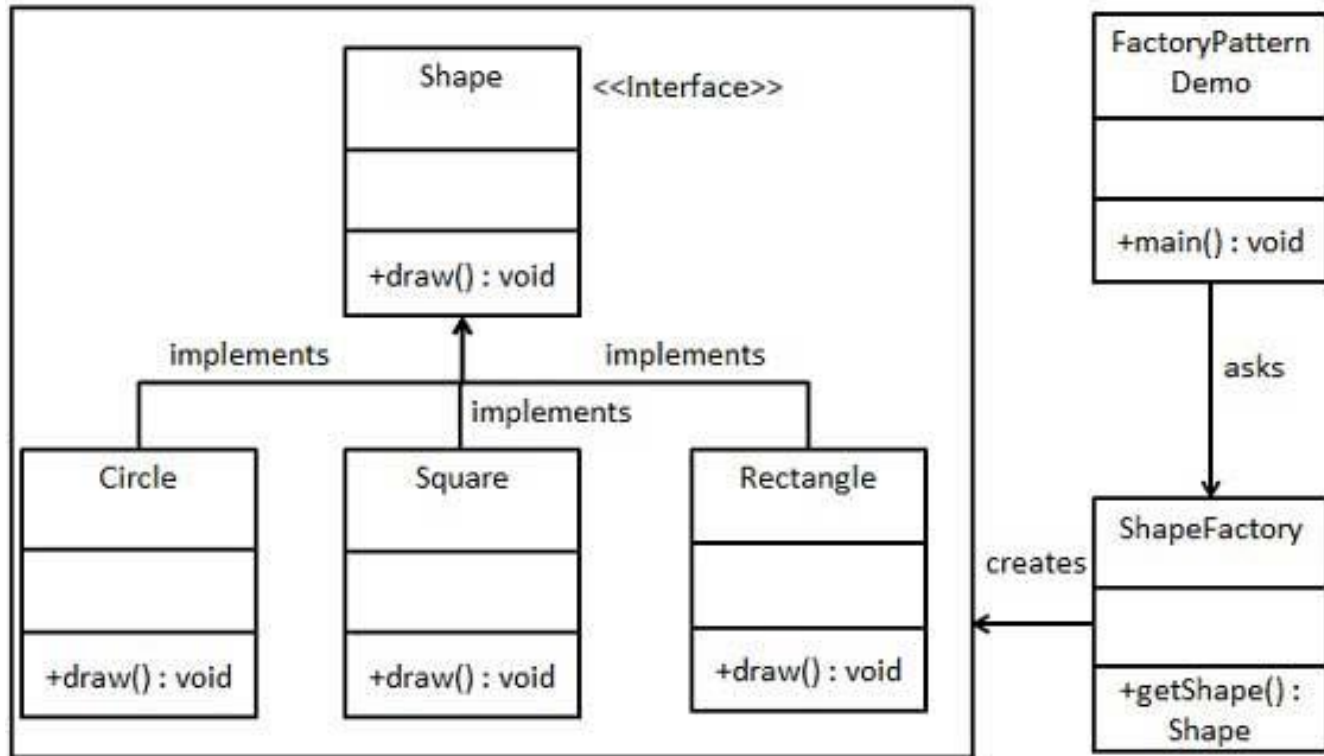 Shape
<<Interface>>
+draw() : void
implements
implements
implements
Circle
+draw() : void
Square
+draw() : void
Rectangle
+draw() : void
FactoryPattern
Demo
+main() : void
asks
ShapeFactory
+getShape() :
Shape
creates